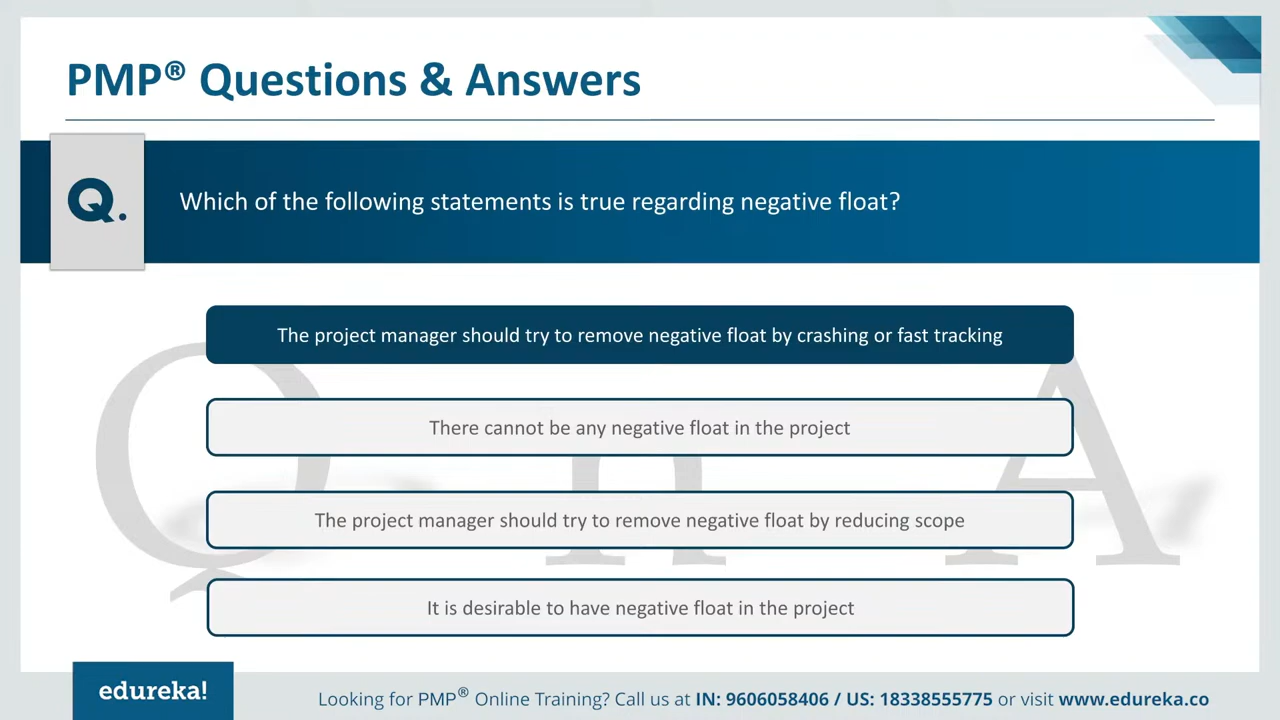 PMP® Questions & Answers
Q.
Which of the following statements is true regarding negative float?
The project manager should try to remove negative float by crashing or fast tracking
There cannot be any negative float in the project
The project manager should try to remove negative float by reducing scope
It is desirable to have negative float in the project
Q n A
edureka!
Looking for PMP® Online Training? Call us at IN: 9606058406 / US: 18338555775 or visit www.edureka.co